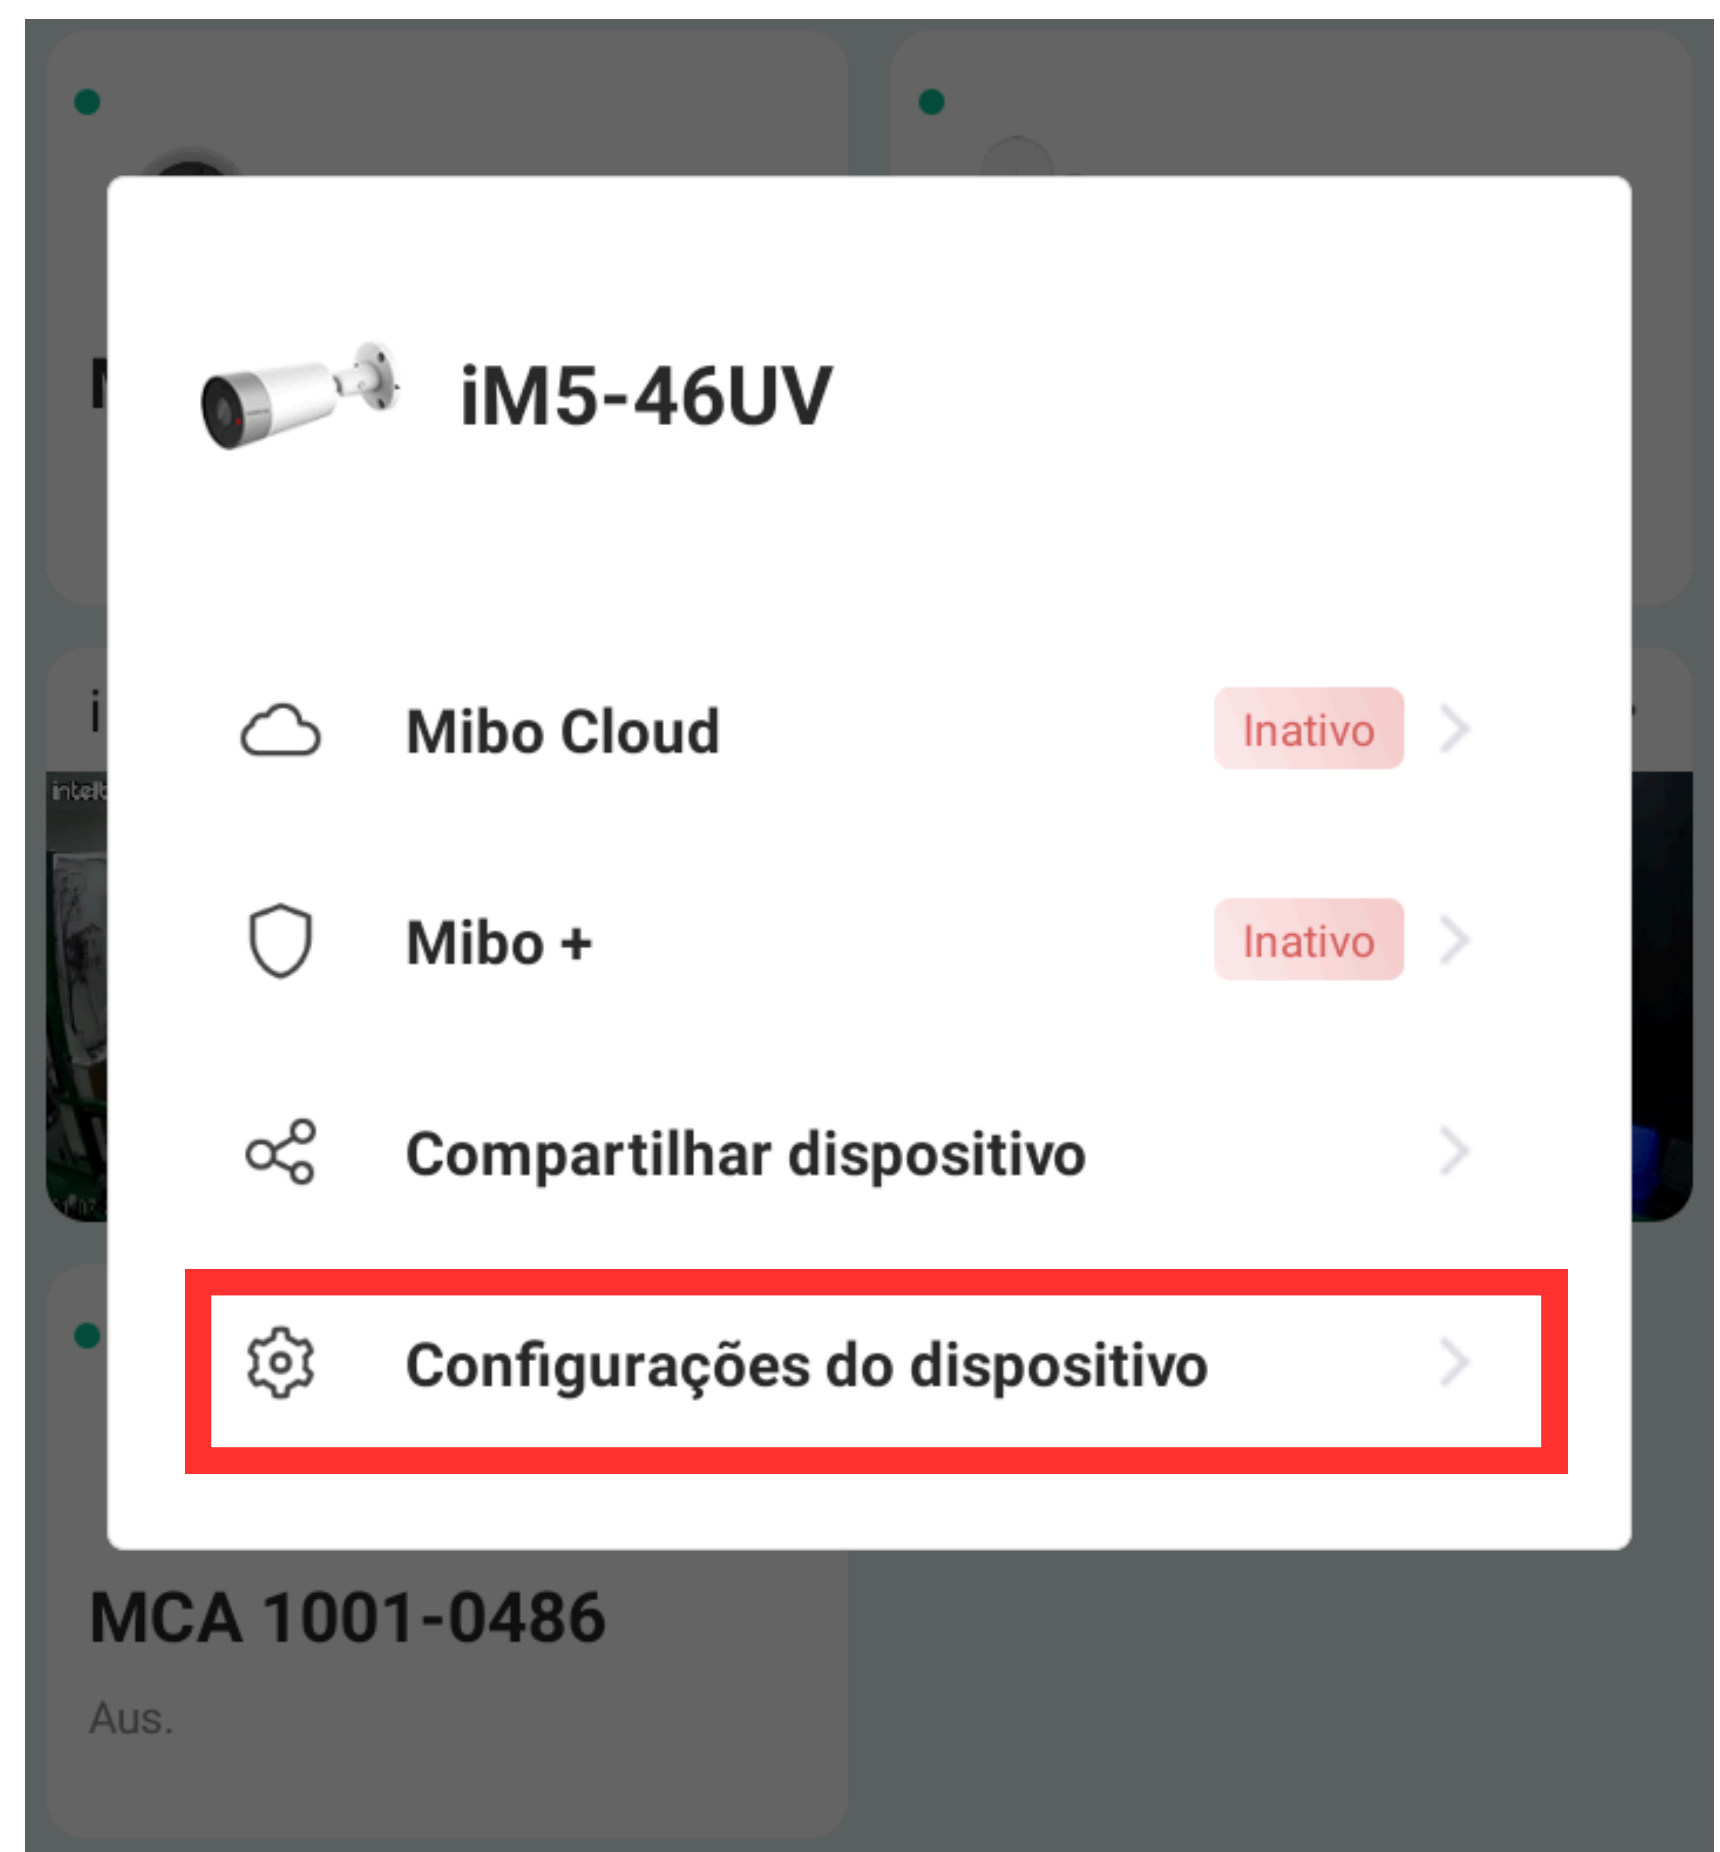 iM5-46UV
Mibo Cloud
Inativo
Mibo +
Inativo
Compartilhar dispositivo
Configurações do dispositivo
MCA 1001-0486
Aus.